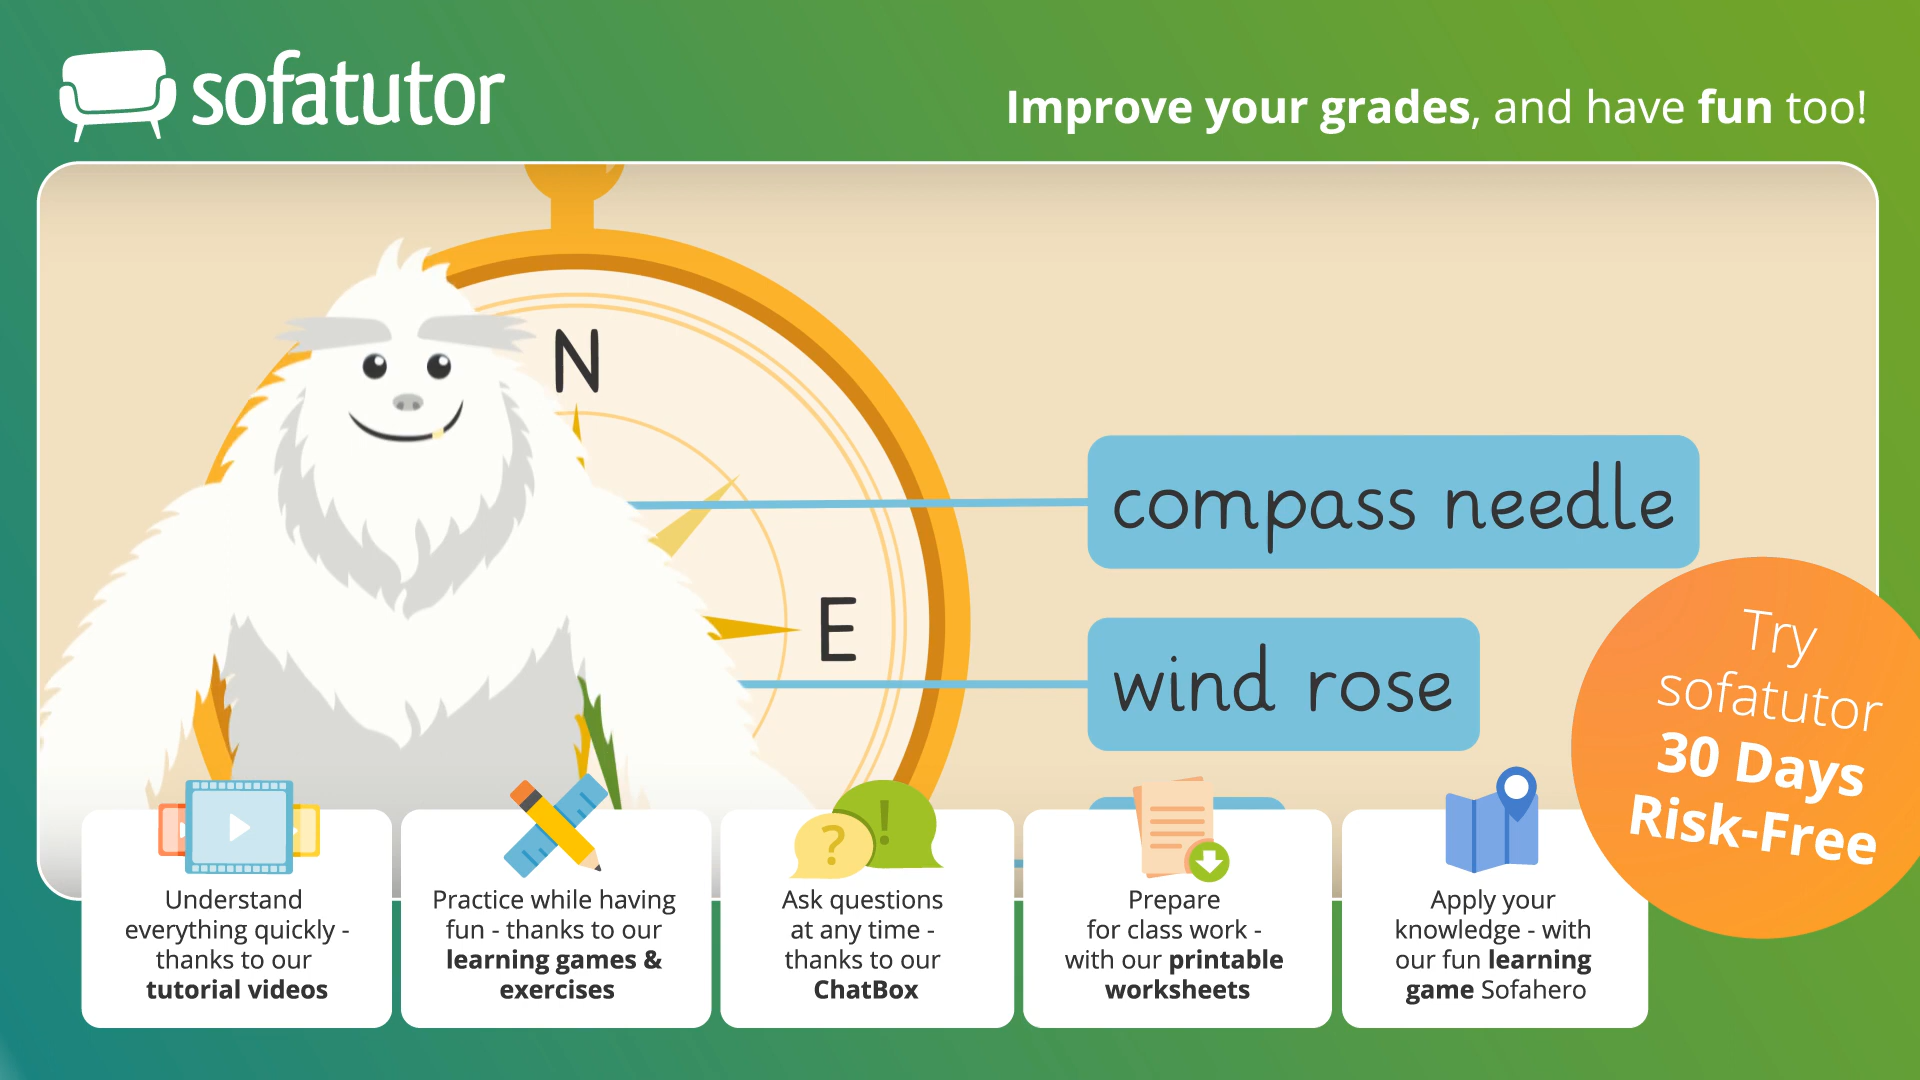 sofatutor
Improve your grades, and have fun too!
N
compass needle
E
wind rose
Try
sofatutor
30 Days
Risk-Free
?
!
Understand
everything quickly -
thanks to our
tutorial videos
Practice while having
fun - thanks to our
learning games &
exercises
Ask questions
at any time -
thanks to our
ChatBox
Prepare
for class work -
with our printable
worksheets
Apply your
knowledge - with
our fun learning
game Sofahero